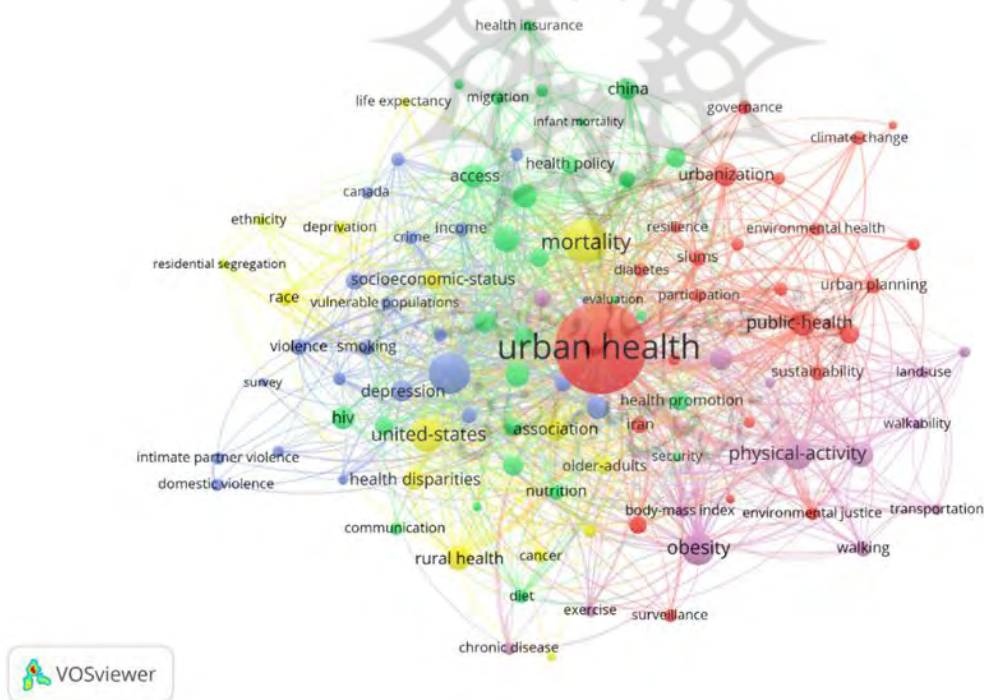 health insurance
china
life expectancy
migration
governance
infant mortality
climate-change
health policy
access
urbanization
canada
ethnicity
deprivation
income
resilience
environmental health
crime
mortality
slums
residential segregation
diabetes
socioeconomic-status
urban planning
race
vulnerable populations
evaluation
participation
public-health
violence
smoking
urban health
sustainability
land-use
survey
depression
health promotion
hiv
walkability
iran
united-states
association
intimate partner violence
security
physical-activity
older-adults
domestic violence
health disparities
nutrition
body-mass index
environmental justice
transportation
communication
obesity
walking
rural health
cancer
diet
exercise
surveillance
chronic disease
VOSviewer